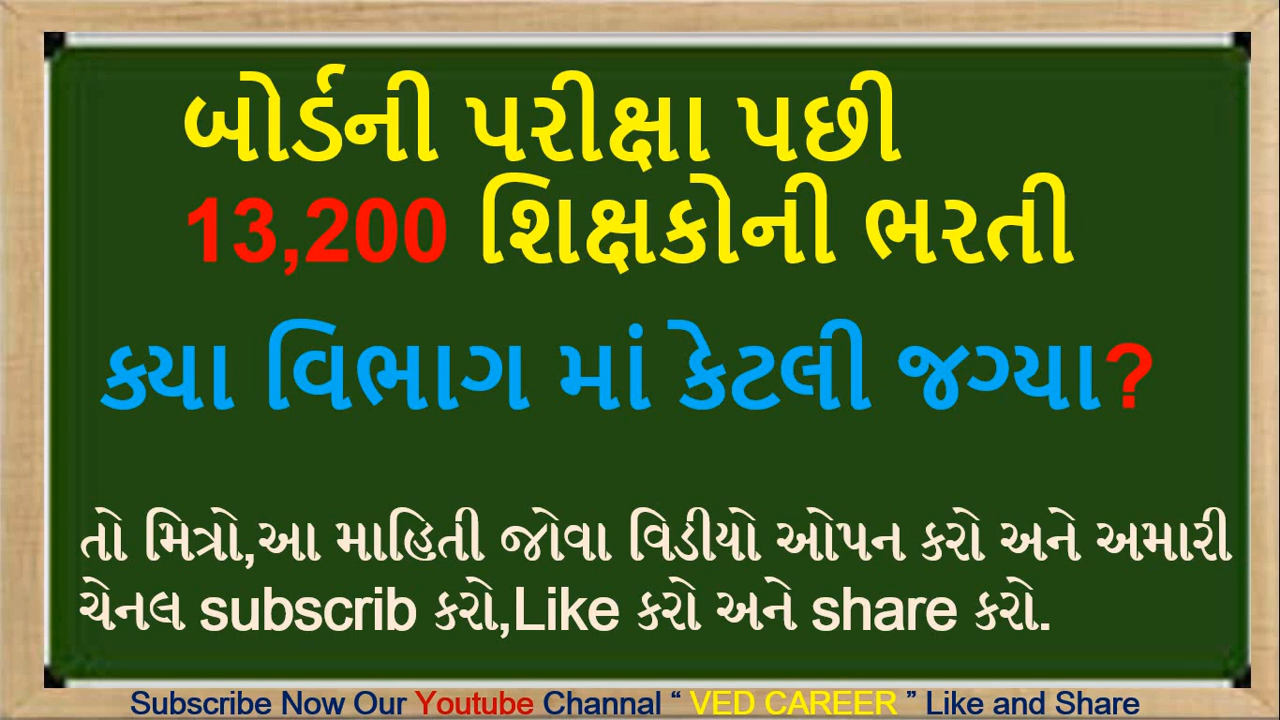 બોર્ડની પરીક્ષા પછી
13,200 શિક્ષકોની ભરતી
ક્યા વિભાગ માં કેટલી જગ્યા?
તો મિત્રો,આ માહિતી જોવા વિડીયો ઓપન કરો અને અમારી
ચેનલ subscrib કરો,Like કરો અને share કરો.
Subscribe Now Our Youtube Channal “ VED CAREER ” Like and Share